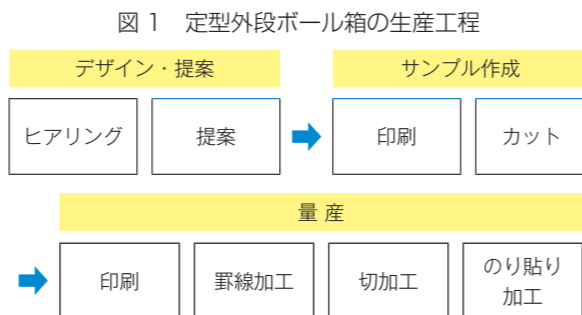 図 1　定型外段ボール箱の生産工程
デザイン・提案
サンプル作成
ヒアリング
提案
印刷
カット
量 産
印刷
罫線加工
切加工
のり貼り
加工